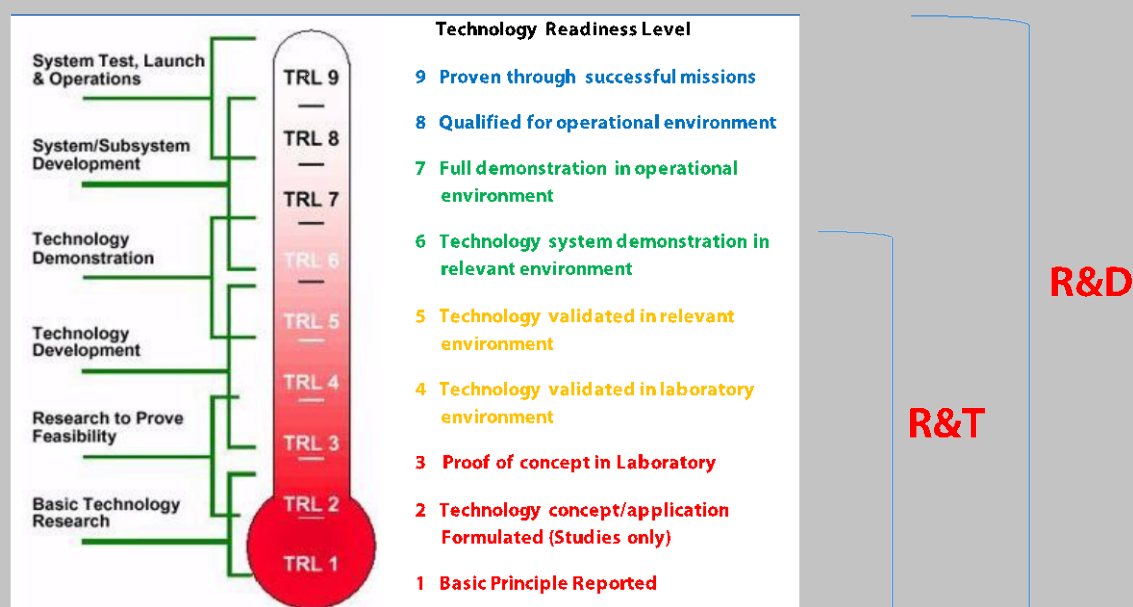 System Test, Launch
& Operations
System/Subsystem
Development
Technology
Demonstration
Technology
Development
Research to Prove
Feasibility
Basic Technology
Research
TRL 9
TRL 8
TRL 7
TRL 6
TRL 5
TRL 4
TRL 3
TRL 2
TRL 1
Technology Readiness Level
9 Proven through successful missions
8 Qualified for operational environment
7 Full demonstration in operational
environment
6 Technology system demonstration in
relevant environment
5 Technology validated in relevant
environment
4 Technology validated in laboratory
environment
3 Proof of concept in Laboratory
2 Technology concept/application
Formulated (Studies only)
1 Basic Principle Reported
R&T
R&D